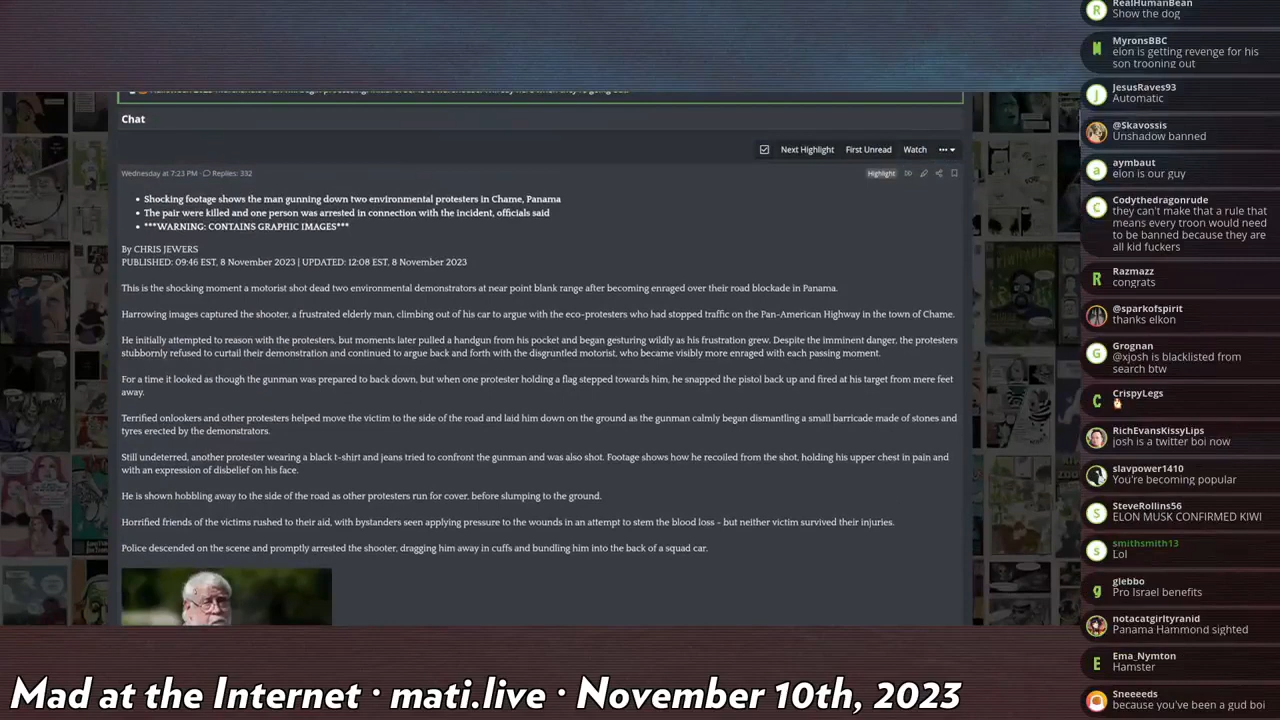 Chat
Next Highlight First Unread Watch
Wednesday at 7:23 PM · Replies: 332
Highlight
• Shocking footage shows the man gunning down two environmental protesters in Chame, Panama
• The pair were killed and one person was arrested in connection with the incident, officials said
• ***WARNING: CONTAINS GRAPHIC IMAGES***
By CHRIS JEWERS
PUBLISHED: 09:46 EST, 8 November 2023 | UPDATED: 12:08 EST, 8 November 2023
This is the shocking moment a motorist shot dead two environmental demonstrators at near point blank range after becoming enraged over their road blockade in Panama.
Harrowing images captured the shooter, a frustrated elderly man, climbing out of his car to argue with the eco-protesters who had stopped traffic on the Pan-American Highway in the town of Chame.
He initially attempted to reason with the protesters, but moments later pulled a handgun from his pocket and began gesturing wildly as his frustration grew. Despite the imminent danger, the protesters
stubbornly refused to curtail their demonstration and continued to argue back and forth with the disgruntled motorist, who became visibly more enraged with each passing moment.
For a time it looked as though the gunman was prepared to back down, but when one protester holding a flag stepped towards him, he snapped the pistol back up and fired at his target from mere feet
away.
Terrified onlookers and other protesters helped move the victim to the side of the road and laid him down on the ground as the gunman calmly began dismantling a small barricade made of stones and
tyres erected by the demonstrators.
Still undeterred, another protester wearing a black t-shirt and jeans tried to confront the gunman and was also shot. Footage shows how he recoiled from the shot, holding his upper chest in pain and
with an expression of disbelief on his face.
He is shown hobbling away to the side of the road as other protesters run for cover, before slumping to the ground.
Horrified friends of the victims rushed to their aid, with bystanders seen applying pressure to the wounds in an attempt to stem the blood loss – but neither victim survived their injuries.
Police descended on the scene and promptly arrested the shooter, dragging him away in cuffs and bundling him into the back of a squad car.
RealHumanBean
Show the dog
MyronsBBC
elon is getting revenge for his
son trooning out
JesusRaves93
Automatic
@Skavossis
Unshadow banned
aymbaut
elon is our guy
Codythedragonrude
they can't make that a rule that
means every troon would need
to be banned because they are
all kid fuckers
Razmazz
congrats
@sparkofspirit
thanks elkon
Grognan
@xjosh is blacklisted from
search btw
CrispyLegs
RichEvansKissyLips
josh is a twitter boi now
slavpower1410
You're becoming popular
SteveRollins56
ELON MUSK CONFIRMED KIWI
smithsmith13
Lol
glebbo
Pro Israel benefits
notacatgirltyranid
Panama Hammond sighted
Ema_Nymton
Hamster
Sneeeeds
because you've been a gud boi
Mad at the Internet · mati.live · November 10th, 2023